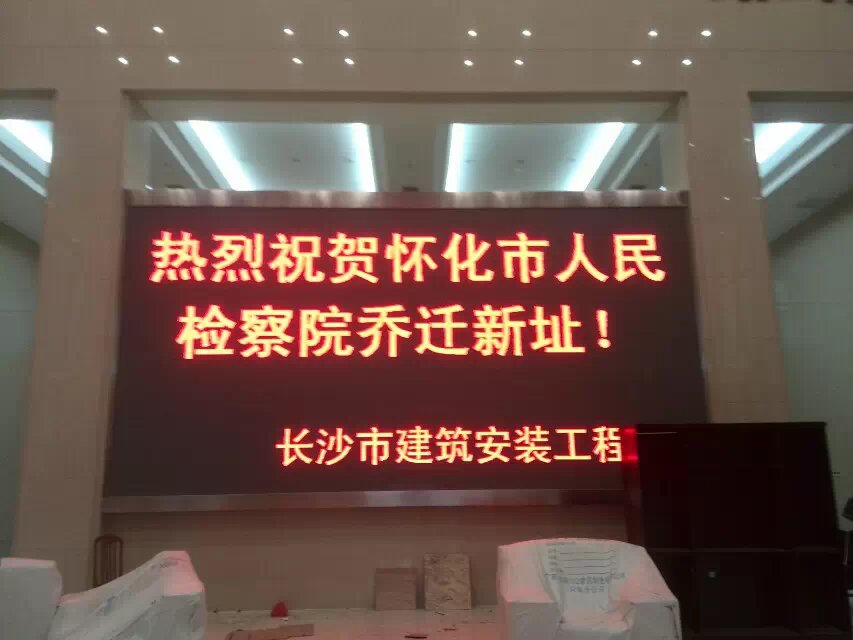 热烈祝贺怀化市人民
检察院乔迁新址！
长沙市建筑安装工程